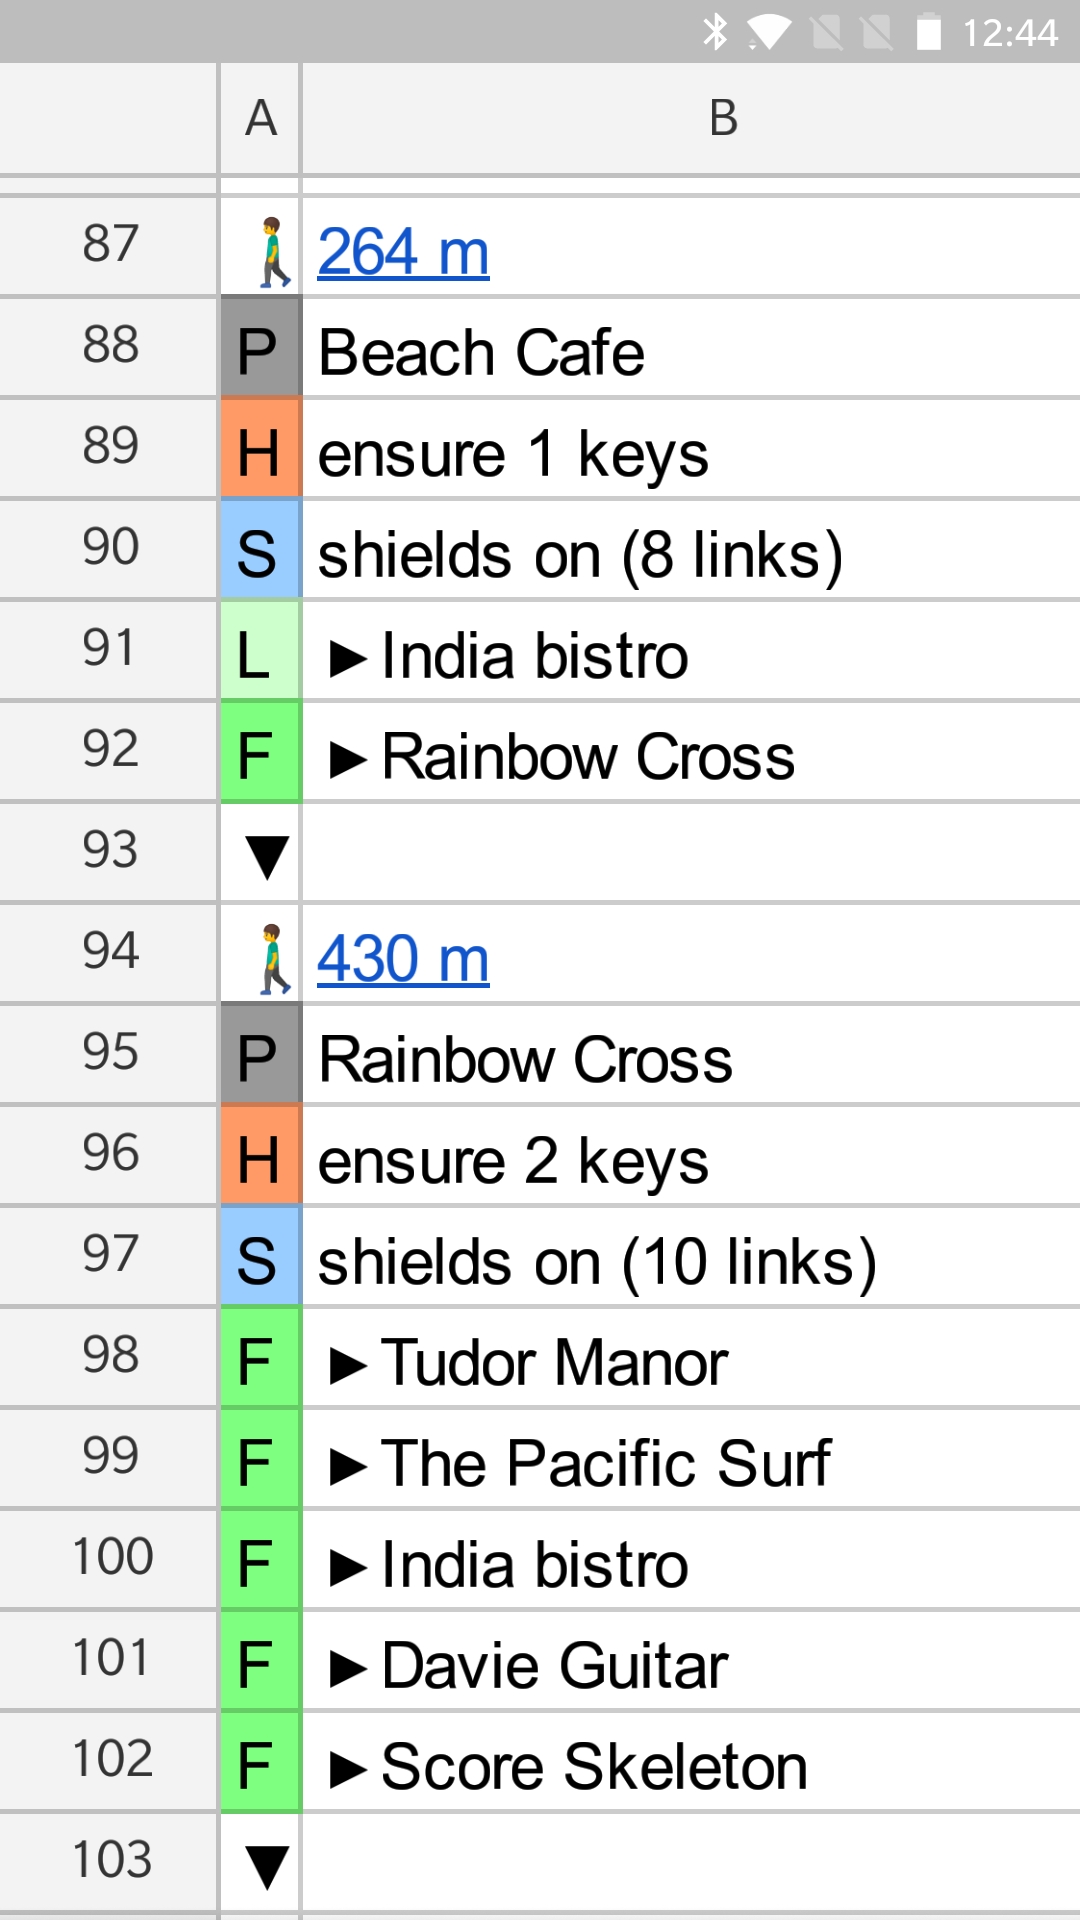 12:44
A B
87 264 m
88 P Beach Cafe
89 H ensure 1 keys
90 S shields on (8 links)
91 L ►India bistro
92 F ►Rainbow Cross
93 ▼
94 430 m
95 P Rainbow Cross
96 H ensure 2 keys
97 S shields on (10 links)
98 F ►Tudor Manor
99 F ►The Pacific Surf
100 F ►India bistro
101 F ►Davie Guitar
102 F ►Score Skeleton
103 ▼